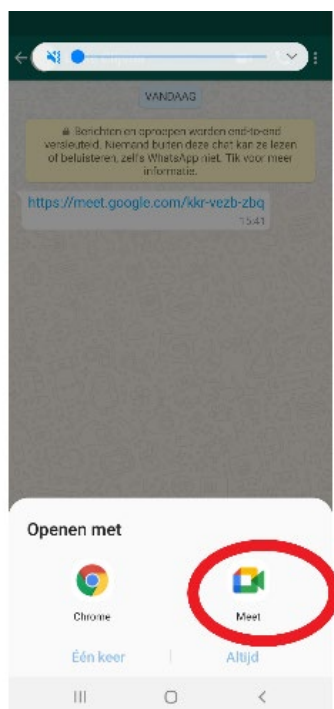 VANDAAG
Berichten en oproepen worden end-to-end
versleuteld. Niemand buiten deze chat kan ze lezen
of beluisteren, zelfs WhatsApp niet. Tik voor meer
informatie.
https://meet.google.com/kkr-vezb-zbq
15:41
Openen met
Chrome
Meet
Één keer
Altijd